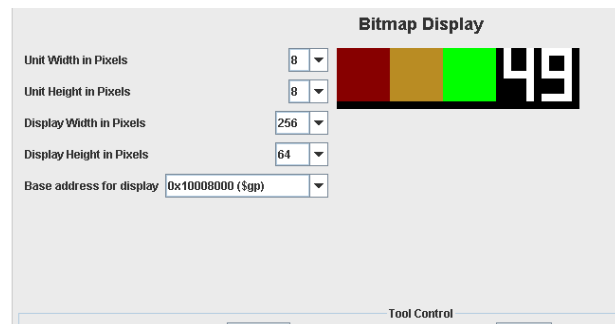 Bitmap Display
Unit Width in Pixels 8
Unit Height in Pixels 8
Display Width in Pixels 256
Display Height in Pixels 64
Base address for display 0x10008000 ($gp)
49
Tool Control